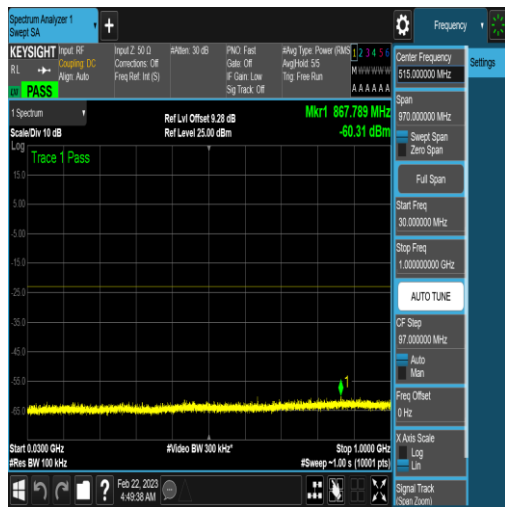 Spectrum Analyzer 1
Swept SA
Frequency
KEYSIGHT
RL
Input: RF
Coupling: DC
Align: Auto
Input Z: 50 Ω
Corrections: Off
Freq Ref: Int (S)
#Atten: 30 dB
PNO: Fast
Gate: Off
IF Gain: Low
Sig Track: Off
#Avg Type: Power (RMS
Avg|Hold: 5/5
Trig: Free Run
1 2 3 4 5 6
M W W W W W
A A A A A A
PASS
1 Spectrum
Scale/Div 10 dB
Ref Lvl Offset 9.28 dB
Ref Level 25.00 dBm
Mkr1 867.789 MHz
-60.31 dBm
Log
Trace 1 Pass
15.0
5.00
-5.00
-15.0
-25.0
-35.0
-45.0
-55.0
-65.0
1
Start 0.0300 GHz
#Res BW 100 kHz
#Video BW 300 kHz*
Stop 1.0000 GHz
#Sweep ~1.00 s (10001 pts)
Feb 22, 2023
4:49:38 AM
Center Frequency
515.000000 MHz
Settings
Span
970.000000 MHz
Swept Span
Zero Span
Full Span
Start Freq
30.000000 MHz
Stop Freq
1.000000000 GHz
AUTO TUNE
CF Step
97.000000 MHz
Auto
Man
Freq Offset
0 Hz
X Axis Scale
Log
Lin
Signal Track
(Span Zoom)